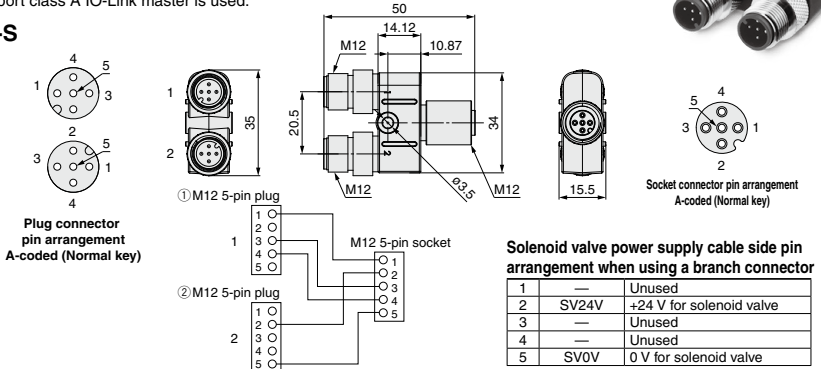 port class A IO-Link master is used.
-S
4
5
1
3
2
5
3
1
4
Plug connector
pin arrangement
A-coded (Normal key)
1
2
35
50
14.12
10.87
M12
20.5
1
2
34
M12
ø3.5
M12
15.5
4
5
3
1
2
Socket connector pin arrangement
A-coded (Normal key)
①M12 5-pin plug
1
1
2
3
4
5
M12 5-pin socket
1
2
3
4
5
②M12 5-pin plug
2
1
2
3
4
5
Solenoid valve power supply cable side pin
arrangement when using a branch connector
1 — Unused
2 SV24V +24 V for solenoid valve
3 — Unused
4 — Unused
5 SV0V 0 V for solenoid valve